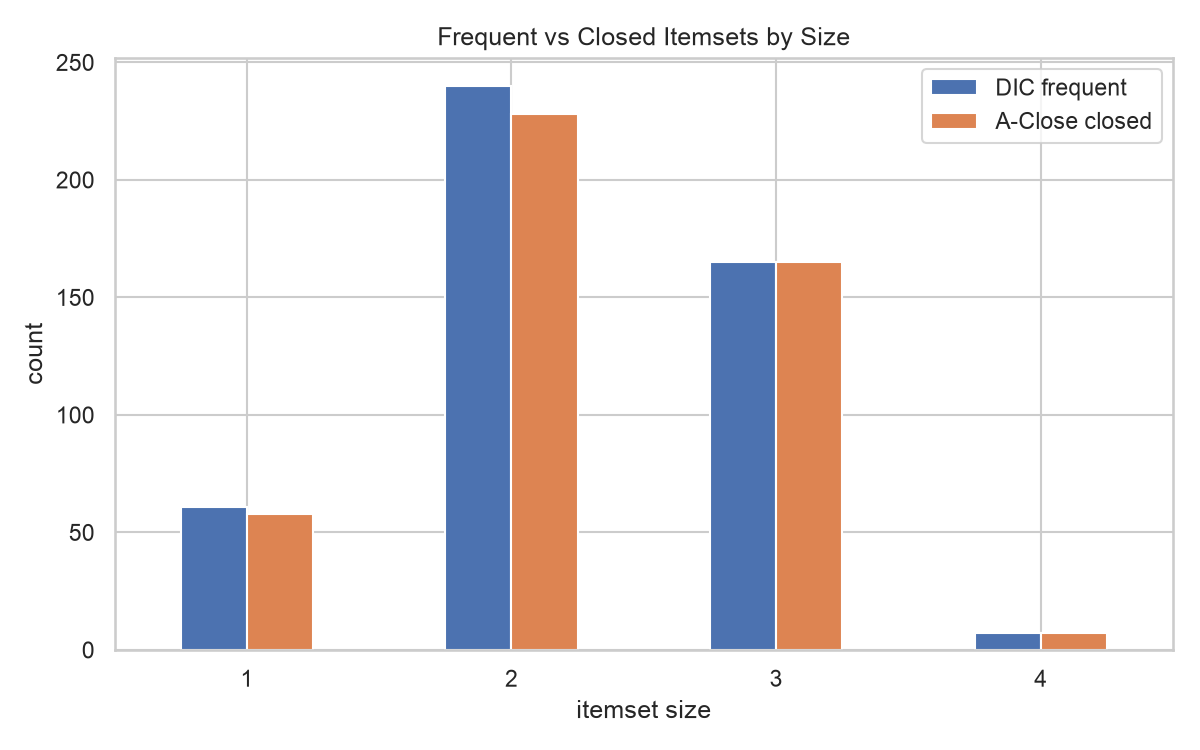 Frequent vs Closed Itemsets by Size
DIC frequent
A-Close closed
250
200
150
100
50
0
count
1 2 3 4
itemset size